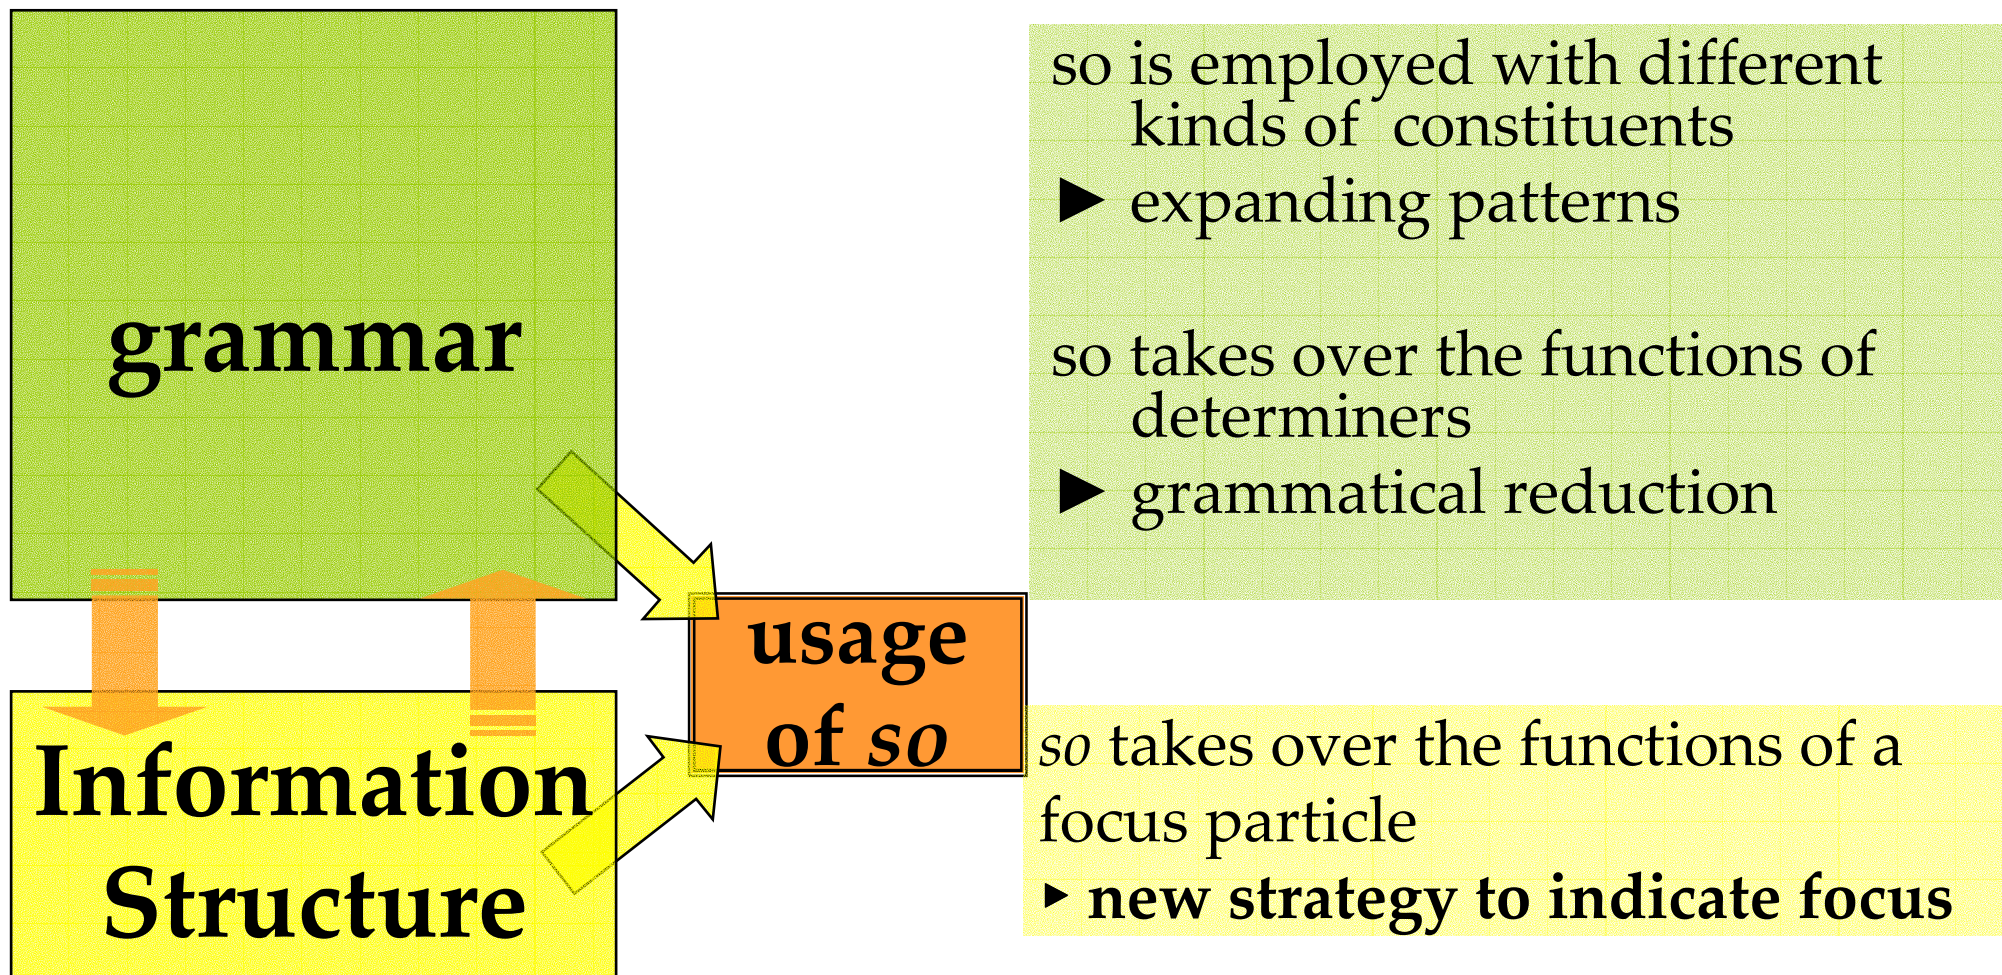 grammar
Information
Structure
usage
of so
so is employed with different
kinds of constituents
► expanding patterns
so takes over the functions of
determiners
► grammatical reduction
so takes over the functions of a
focus particle
► new strategy to indicate focus